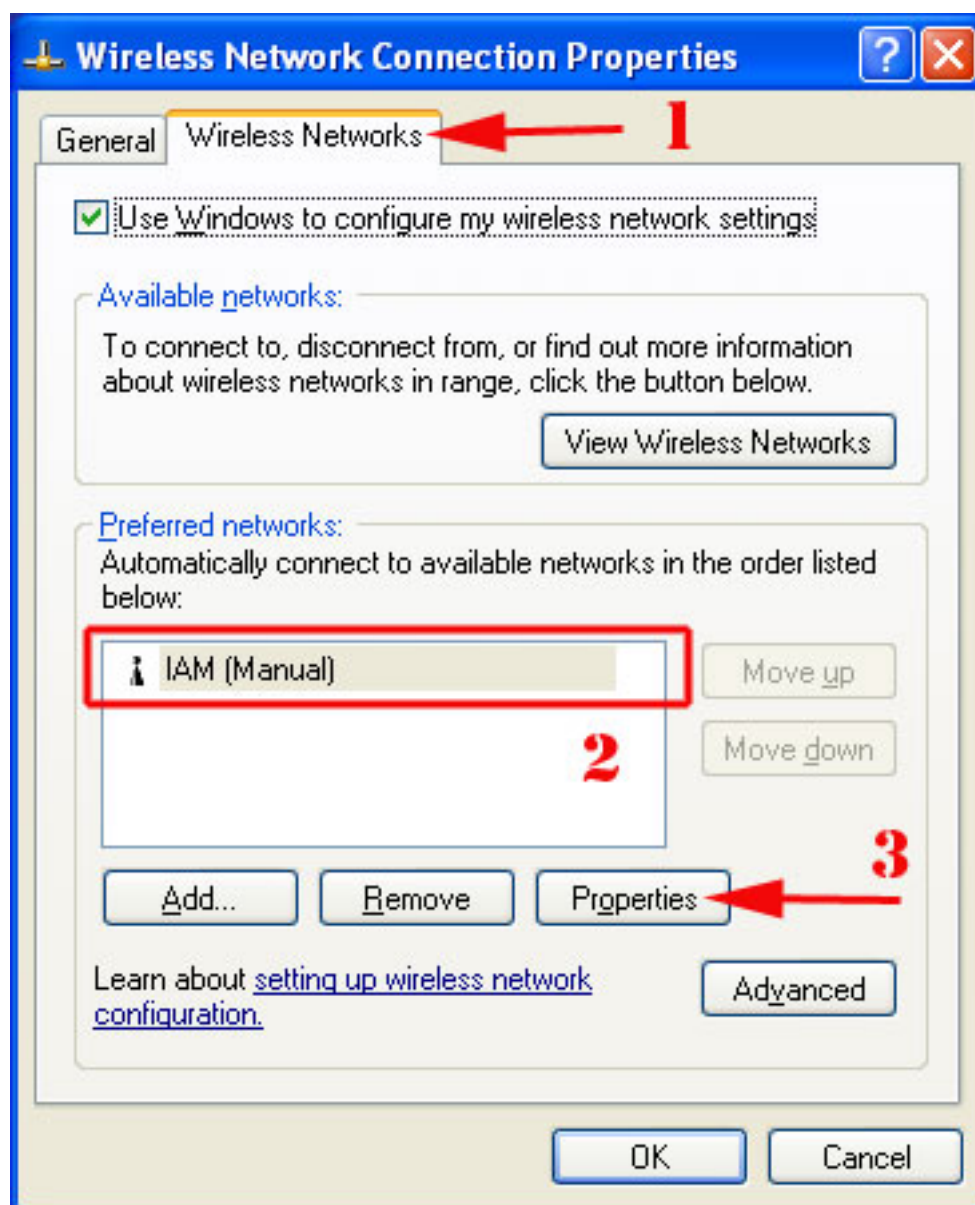 Wireless Network Connection Properties
General
Wireless Networks
1
Use Windows to configure my wireless network settings
Available networks:
To connect to, disconnect from, or find out more information
about wireless networks in range, click the button below.
View Wireless Networks
Preferred networks:
Automatically connect to available networks in the order listed
below:
IAM (Manual)
Move up
2
Move down
3
Add...
Remove
Properties
Learn about setting up wireless network
configuration.
Advanced
OK
Cancel